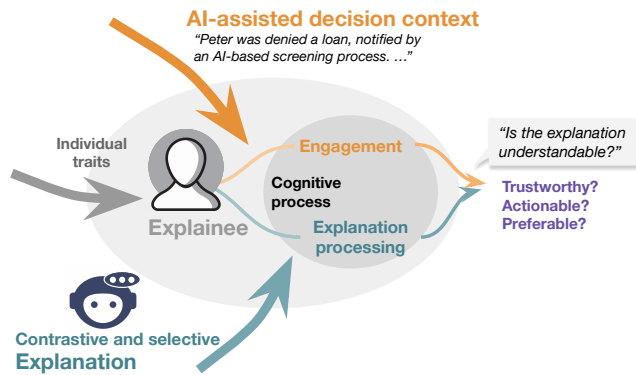 AI-assisted decision context
“Peter was denied a loan, notified by
an AI-based screening process. …”
Individual
traits
Engagement
“Is the explanation
understandable?”
Cognitive
process
Trustworthy?
Actionable?
Preferable?
Explainee
Explanation
processing
Contrastive and selective
Explanation